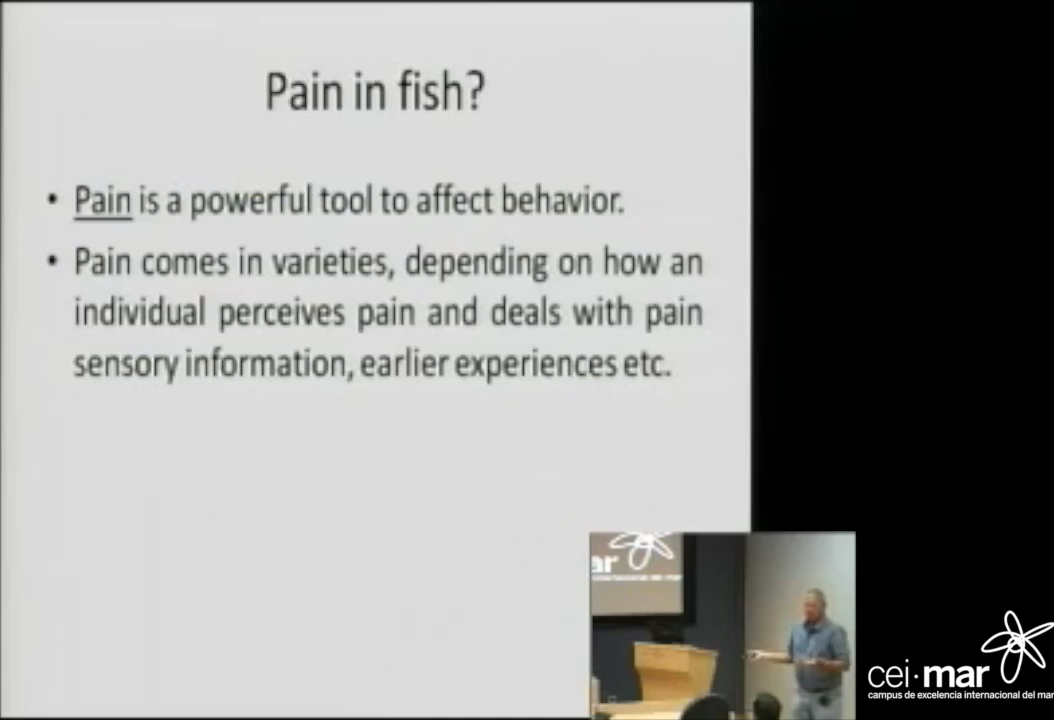 Pain in fish?
• Pain is a powerful tool to affect behavior.
• Pain comes in varieties, depending on how an
individual perceives pain and deals with pain
sensory information, earlier experiences etc.
ar
cei·mar
campus de excelencia internacional del mar